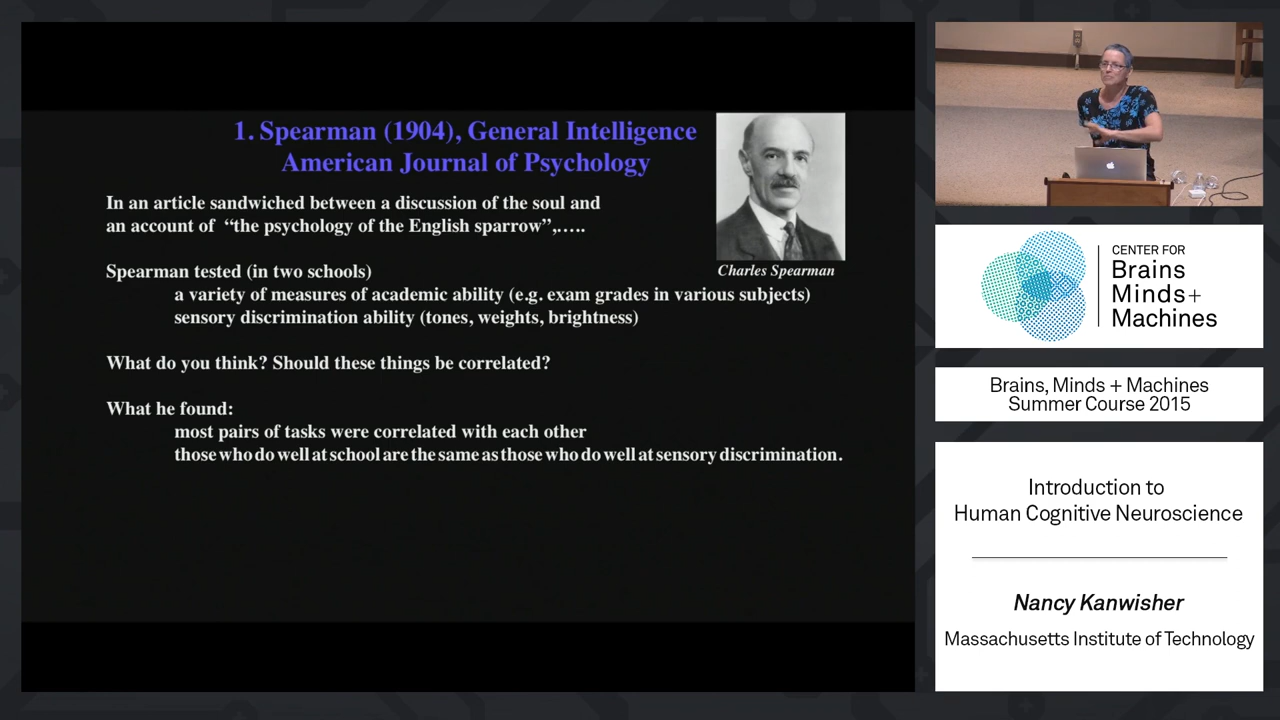 1. Spearman (1904), General Intelligence
American Journal of Psychology
In an article sandwiched between a discussion of the soul and
an account of “the psychology of the English sparrow”,.....
Charles Spearman
Spearman tested (in two schools)
a variety of measures of academic ability (e.g. exam grades in various subjects)
sensory discrimination ability (tones, weights, brightness)
What do you think? Should these things be correlated?
What he found:
most pairs of tasks were correlated with each other
those who do well at school are the same as those who do well at sensory discrimination.
CENTER FOR
Brains
Minds+
Machines
Brains, Minds + Machines
Summer Course 2015
Introduction to
Human Cognitive Neuroscience
Nancy Kanwisher
Massachusetts Institute of Technology